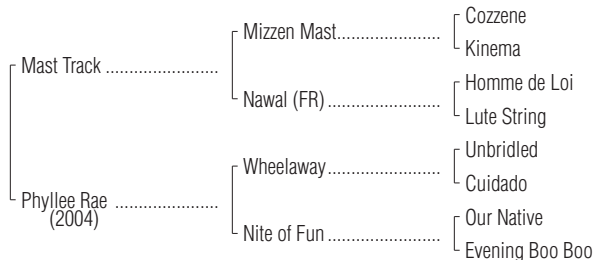 Cozzene
Mizzen Mast
Kinema
Mast Track
Homme de Loi
Nawal (FR)
Lute String
Unbridled
Wheelaway
Cuidado
Phyllee Rae
(2004)
Our Native
Nite of Fun
Evening Boo Boo